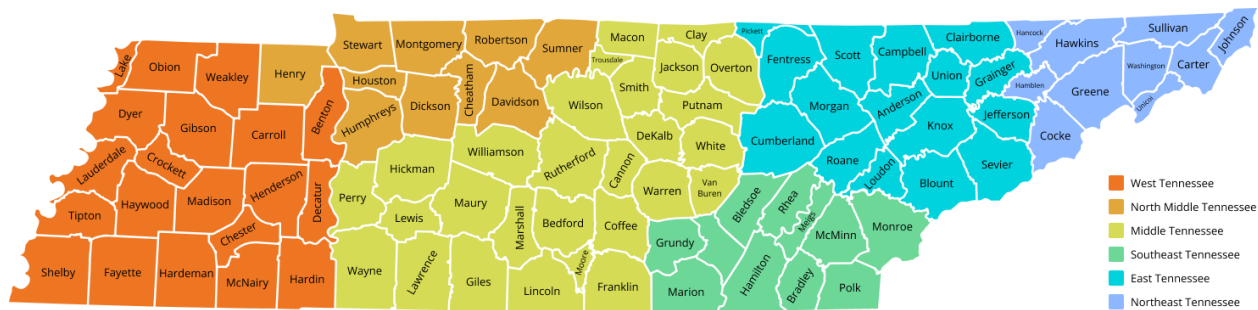 Lake
Obion
Weakley
Henry
Stewart
Montgomery
Robertson
Sumner
Macon
Clay
Pickett
Fentress
Scott
Campbell
Clairborne
Hancock
Hawkins
Sullivan
Johnson
Dyer
Gibson
Carroll
Benton
Houston
Humphreys
Dickson
Cheatham
Davidson
Trousdale
Wilson
Smith
Jackson
Overton
Putnam
Morgan
Anderson
Union
Grainger
Hamblen
Greene
Washington
Unicoi
Carter
Lauderdale
Crockett
Haywood
Madison
Henderson
Decatur
Perry
Hickman
Williamson
Rutherford
Cannon
DeKalb
White
Cumberland
Roane
Loudon
Knox
Blount
Jefferson
Sevier
Cocke
Tipton
Chester
Lewis
Maury
Marshall
Bedford
Coffee
Warren
Van
Buren
Bledsoe
Rhea
Meigs
McMinn
Monroe
Shelby
Fayette
Hardeman
McNairy
Hardin
Wayne
Lawrence
Giles
Lincoln
Moore
Franklin
Grundy
Marion
Hamilton
Bradley
Polk
West Tennessee
North Middle Tennessee
Middle Tennessee
Southeast Tennessee
East Tennessee
Northeast Tennessee